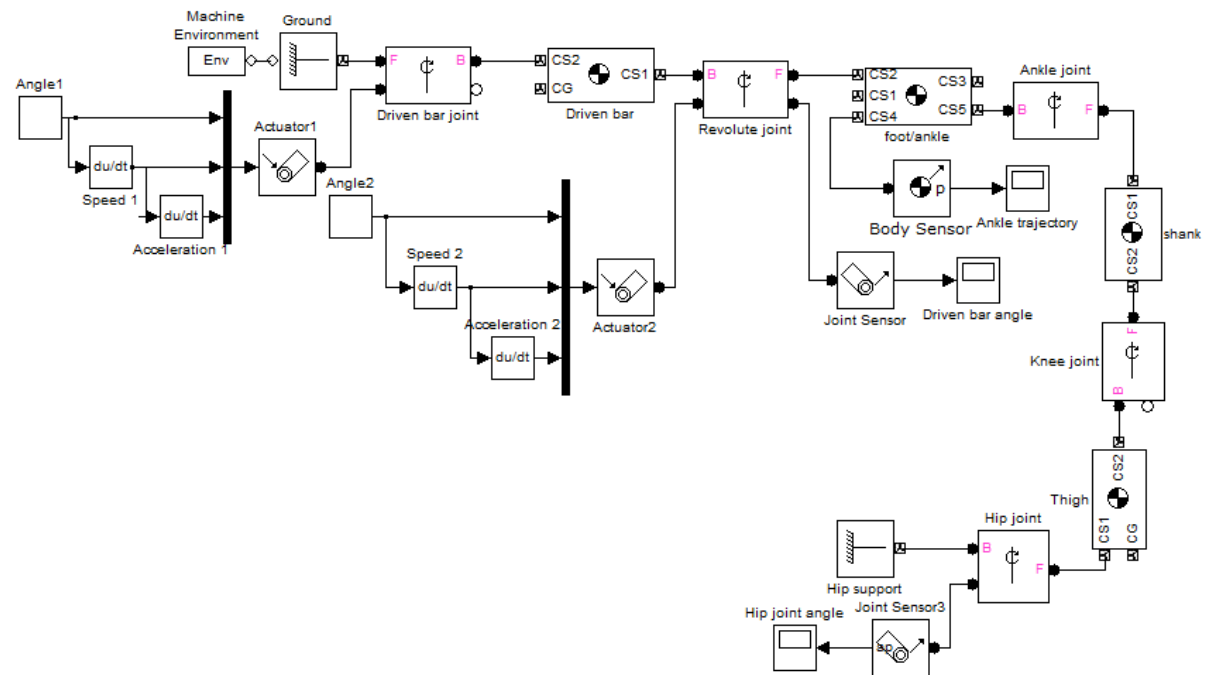 Machine
Environment
Env
Ground
F
B
Driven bar joint
CS2
CS1
CG
Driven bar
B
F
Revolute joint
CS2
CS3
CS1
CS4
CS5
foot/ankle
Ankle joint
B
F
Angle1
du/dt
Speed 1
du/dt
Acceleration 1
Actuator1
Angle2
Speed 2
du/dt
Acceleration 2
du/dt
Actuator2
p
Body Sensor
Ankle trajectory
Joint Sensor
Driven bar angle
CS1
CS2
shank
F
B
Knee joint
CS2
CS1
CG
Thigh
Hip joint
B
F
Hip support
Joint Sensor3
ap
Hip joint angle